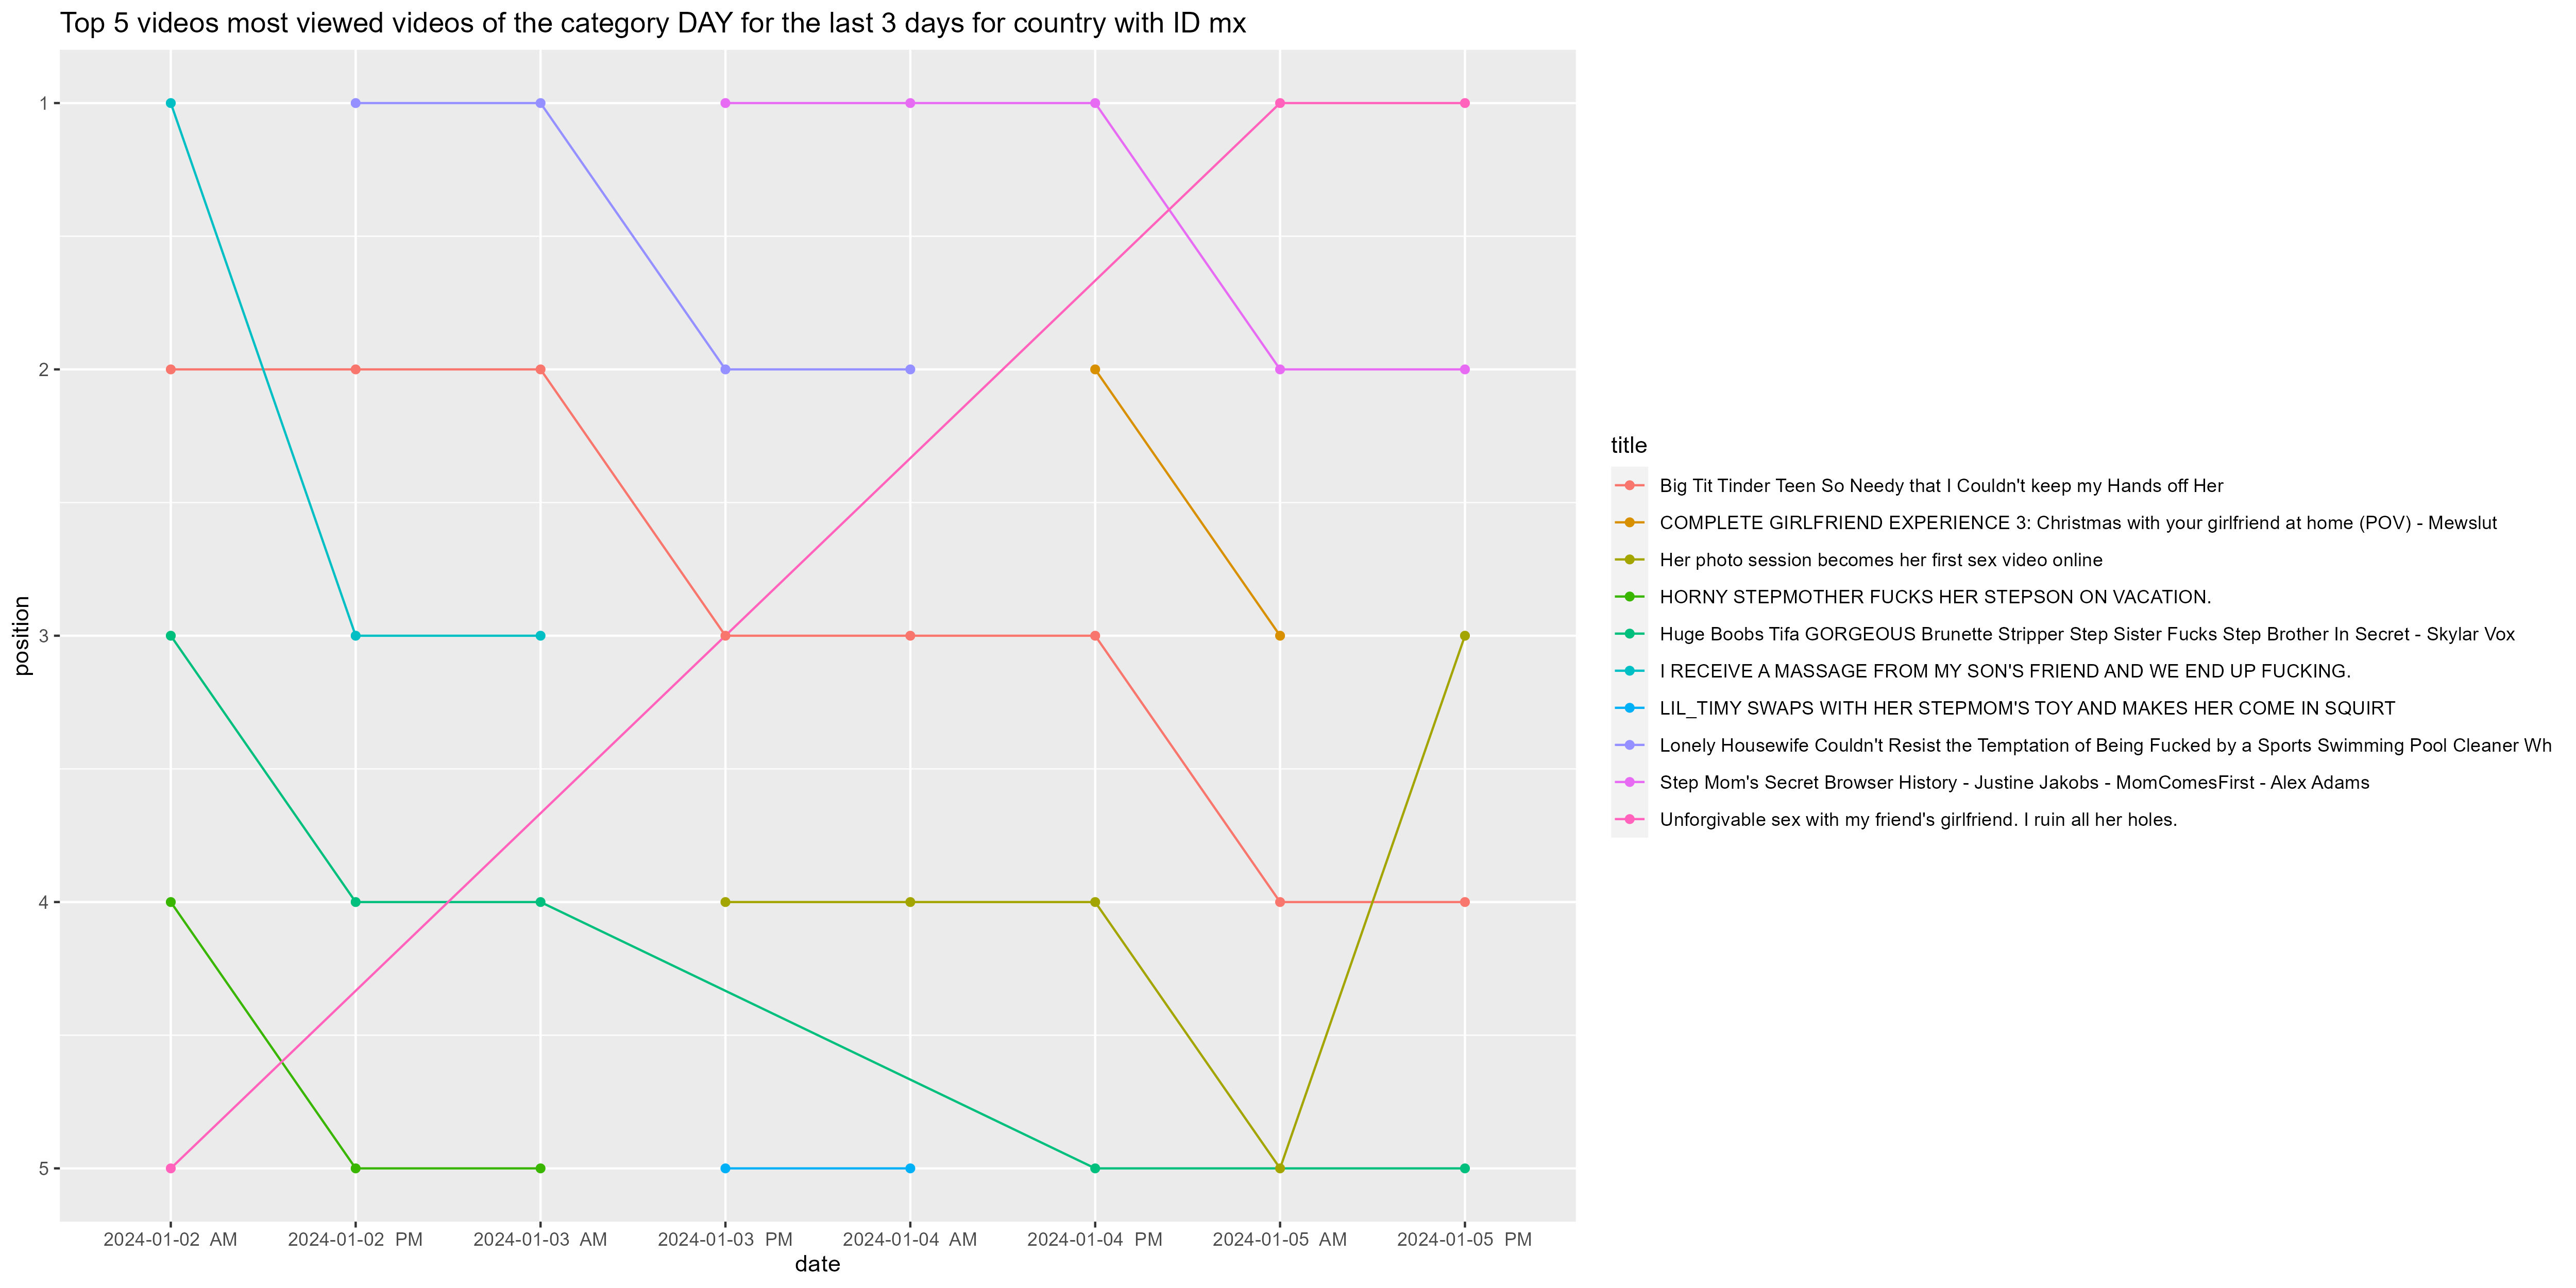 Top 5 videos most viewed videos of the category DAY for the last 3 days for country with ID mx
position
1
2
3
4
5
2024-01-02 AM
2024-01-02 PM
2024-01-03 AM
2024-01-03 PM
2024-01-04 AM
2024-01-04 PM
2024-01-05 AM
2024-01-05 PM
date
title
Big Tit Tinder Teen So Needy that I Couldn't keep my Hands off Her
COMPLETE GIRLFRIEND EXPERIENCE 3: Christmas with your girlfriend at home (POV) - Mewslut
Her photo session becomes her first sex video online
HORNY STEPMOTHER FUCKS HER STEPSON ON VACATION.
Huge Boobs Tifa GORGEOUS Brunette Stripper Step Sister Fucks Step Brother In Secret - Skylar Vox
I RECEIVE A MASSAGE FROM MY SON'S FRIEND AND WE END UP FUCKING.
LIL_TIMY SWAPS WITH HER STEPMOM'S TOY AND MAKES HER COME IN SQUIRT
Lonely Housewife Couldn't Resist the Temptation of Being Fucked by a Sports Swimming Pool Cleaner Wh
Step Mom's Secret Browser History - Justine Jakobs - MomComesFirst - Alex Adams
Unforgivable sex with my friend's girlfriend. I ruin all her holes.